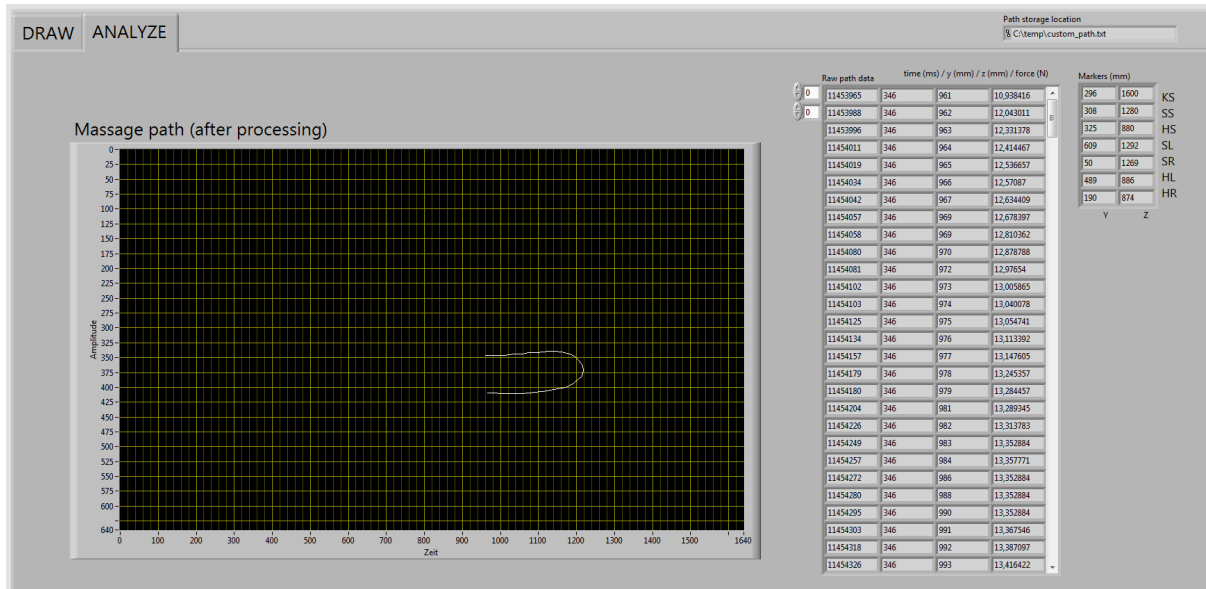 DRAW ANALYZE
Path storage location
C:\temp\custom_path.txt
Massage path (after processing)
Amplitude
0
25
50
75
100
125
150
175
200
225
250
275
300
325
350
375
400
425
450
475
500
525
550
575
600
640
0 100 200 300 400 500 600 700 800 900 1000 1100 1200 1300 1400 1500 1640
Zeit
Raw path data time (ms) / y (mm) / z (mm) / force (N)
0
0
11453965 346 961 10,938416
11453988 346 962 12,043011
11453996 346 963 12,331378
11454011 346 964 12,414467
11454019 346 965 12,536657
11454034 346 966 12,57087
11454042 346 967 12,634409
11454057 346 969 12,678397
11454058 346 969 12,810362
11454080 346 970 12,878788
11454081 346 972 12,97654
11454102 346 973 13,005865
11454103 346 974 13,040078
11454125 346 975 13,054741
11454134 346 976 13,113392
11454157 346 977 13,147605
11454179 346 978 13,245357
11454180 346 979 13,284457
11454204 346 981 13,289345
11454226 346 982 13,313783
11454249 346 983 13,352884
11454257 346 984 13,357771
11454272 346 986 13,352884
11454280 346 988 13,352884
11454295 346 990 13,352884
11454303 346 991 13,367546
11454318 346 992 13,387097
11454326 346 993 13,416422
Markers (mm)
296 1600 KS
308 1280 SS
325 880 HS
609 1292 SL
50 1269 SR
489 886 HL
190 874 HR
Y Z